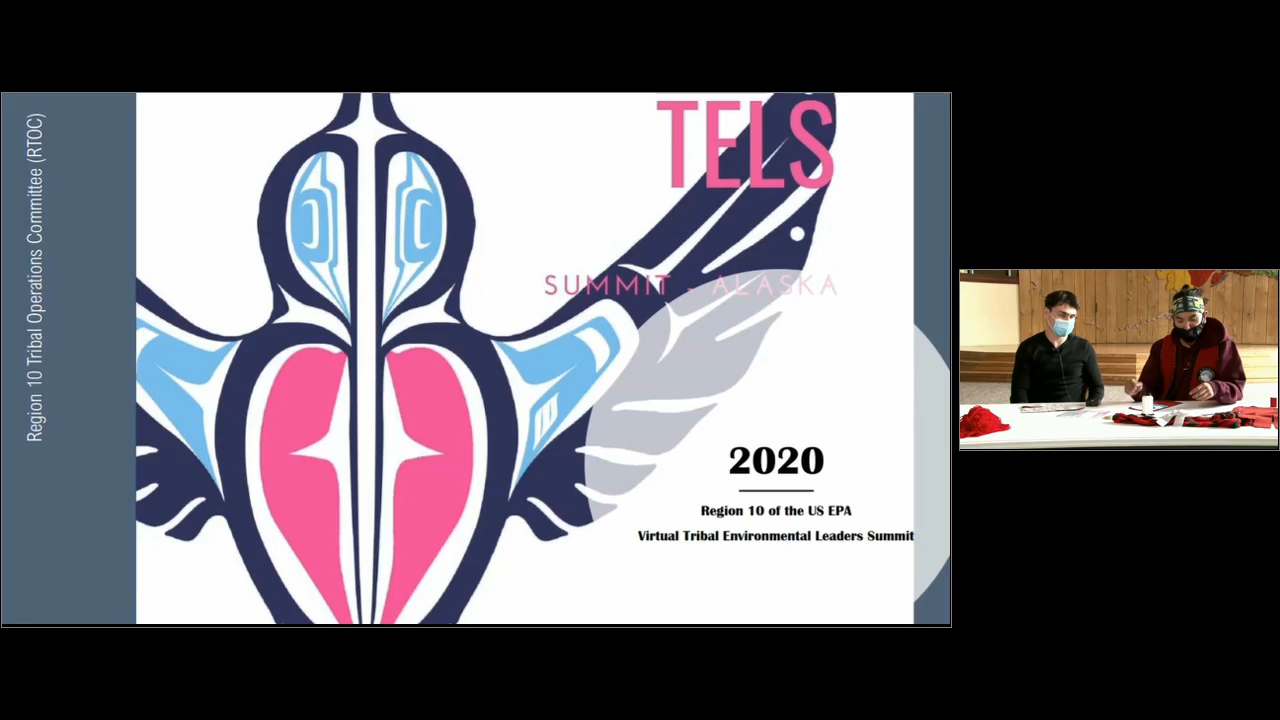 Region 10 Tribal Operations Committee (RTOC)
TELS
SUMMIT - ALASKA
2020
Region 10 of the US EPA
Virtual Tribal Environmental Leaders Summit